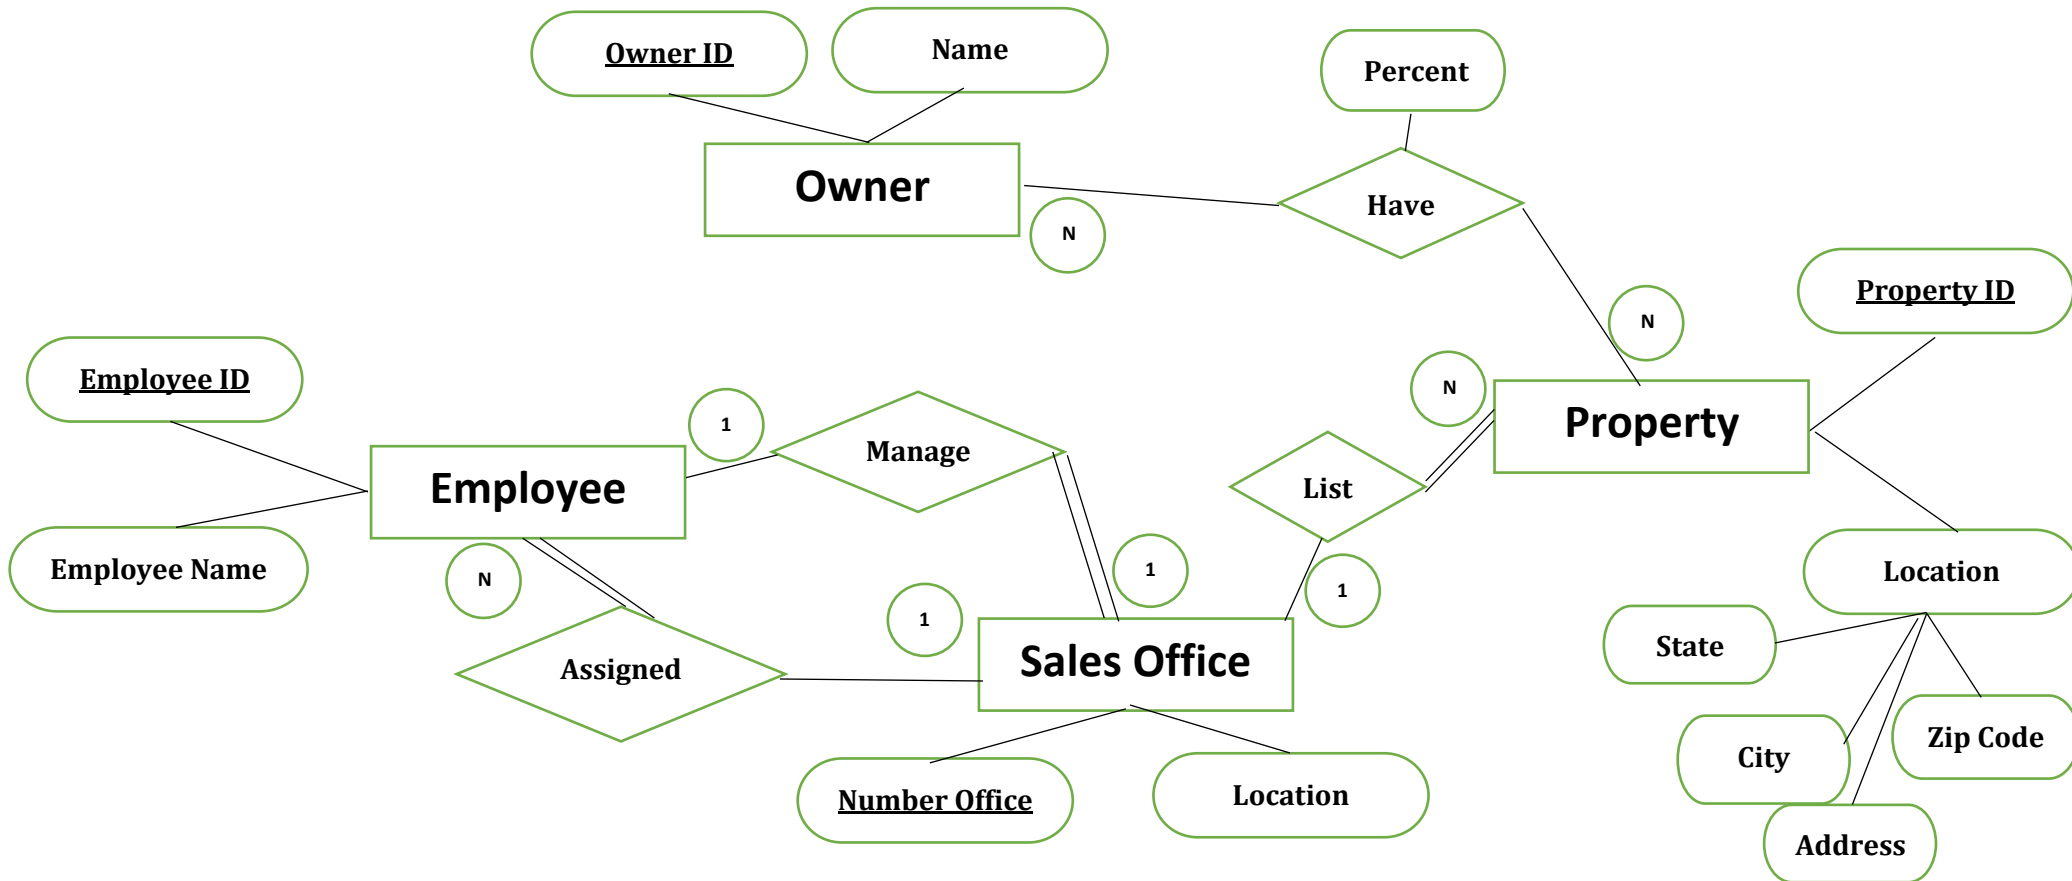 Owner ID
Name
Percent
Owner
Have
N
Property ID
N
Employee ID
N
Property
1
Manage
Employee
List
Employee Name
N
1
1
Location
1
Sales Office
State
Assigned
Number Office
Location
City
Zip Code
Address